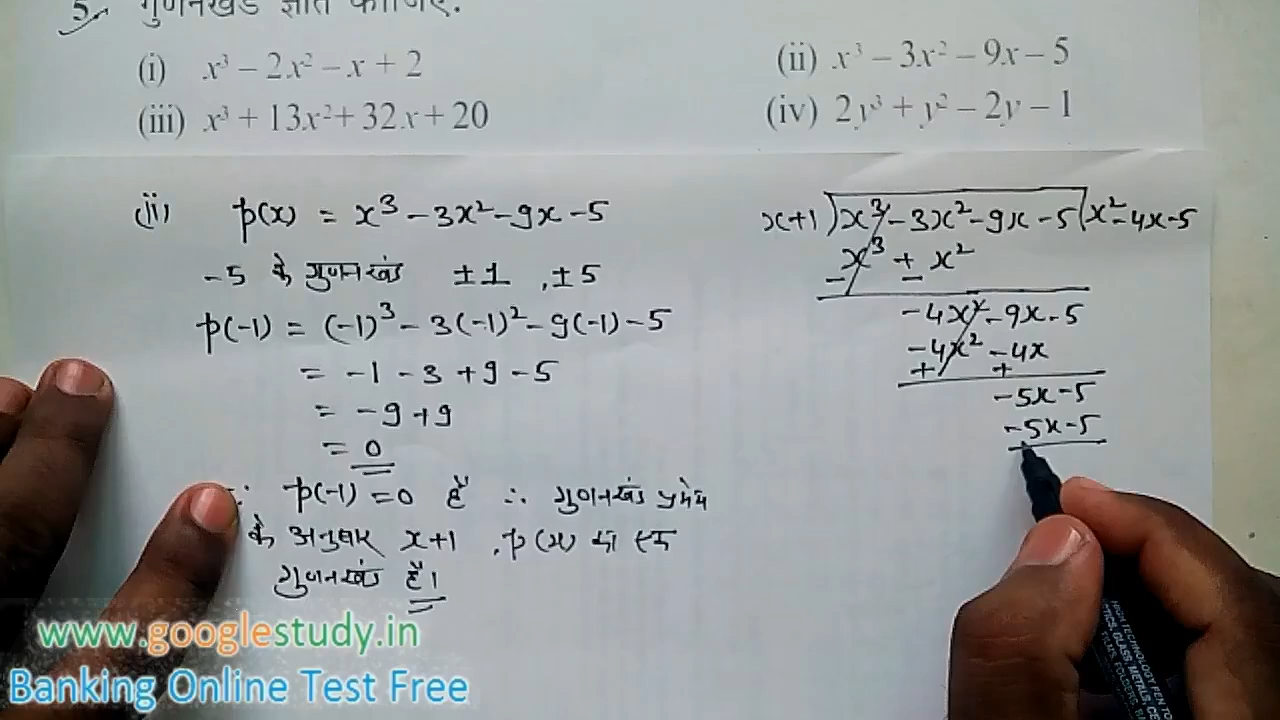 5. गुणनखंड ज्ञात कीजिए:
(i) x³ – 2x² – x + 2
(ii) x³ – 3x² – 9x – 5
(iii) x³ + 13x² + 32x + 20
(iv) 2y³ + y² – 2y – 1
(ii) p(x) = x³ - 3x² - 9x - 5
-5 के गुणनखंड ±1 , ±5
p(-1) = (-1)³ - 3(-1)² - 9(-1) - 5
= -1 - 3 + 9 - 5
= -9 + 9
= 0
∵ p(-1) = 0 है ∴ गुणनखंड प्रमेय
के अनुसार x+1 , p(x) का एक
गुणनखंड है।
x+1 ) x³ - 3x² - 9x - 5 ( x² - 4x - 5
x³ + x²
- -
-4x² - 9x - 5
-4x² - 4x
+ +
-5x - 5
-5x - 5
www.googlestudy.in
Banking Online Test Free